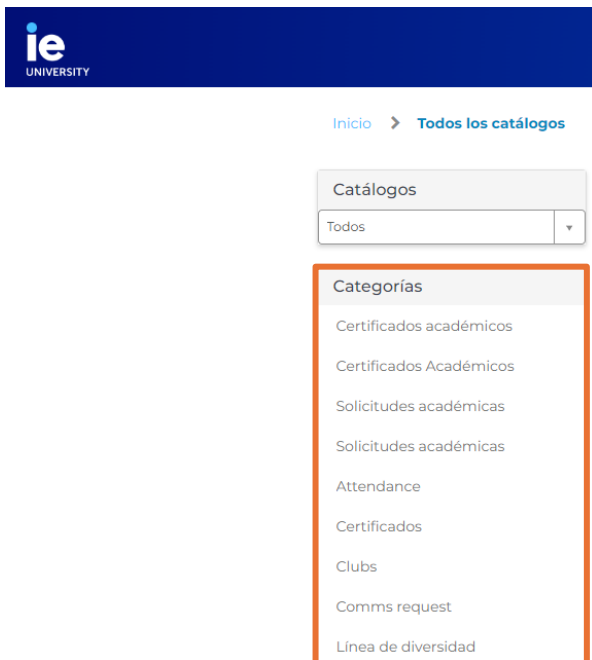 ie
UNIVERSITY
Inicio > Todos los catálogos
Catálogos
Todos
Categorías
Certificados académicos
Certificados Académicos
Solicitudes académicas
Solicitudes académicas
Attendance
Certificados
Clubs
Comms request
Línea de diversidad